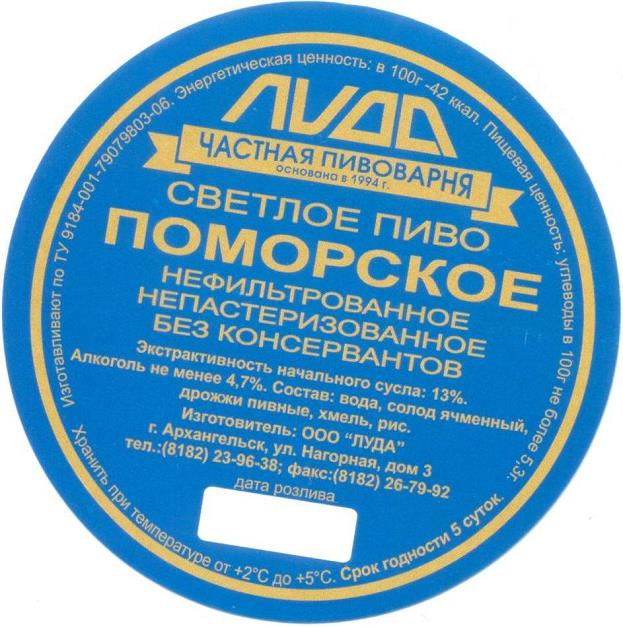 ЛУДА
ЧАСТНАЯ ПИВОВАРНЯ
основана в 1994 г.
СВЕТЛОЕ ПИВО
ПОМОРСКОЕ
НЕФИЛЬТРОВАННОЕ
НЕПАСТЕРИЗОВАННОЕ
БЕЗ КОНСЕРВАНТОВ
Экстрактивность начального сусла: 13%.
Алкоголь не менее 4,7%. Состав: вода, солод ячменный,
дрожжи пивные, хмель, рис.
Изготовитель: ООО "ЛУДА"
г. Архангельск, ул. Нагорная, дом 3
тел.:(8182) 23-96-38; факс:(8182) 26-79-92
дата розлива
Изготавливают по ТУ 9184-001-79079803-06. Энергетическая ценность: в 100г -42 ккал. Пищевая ценность: углеводы в 100г не более 5,3г.
Хранить при температуре от +2°С до +5°С. Срок годности 5 суток.